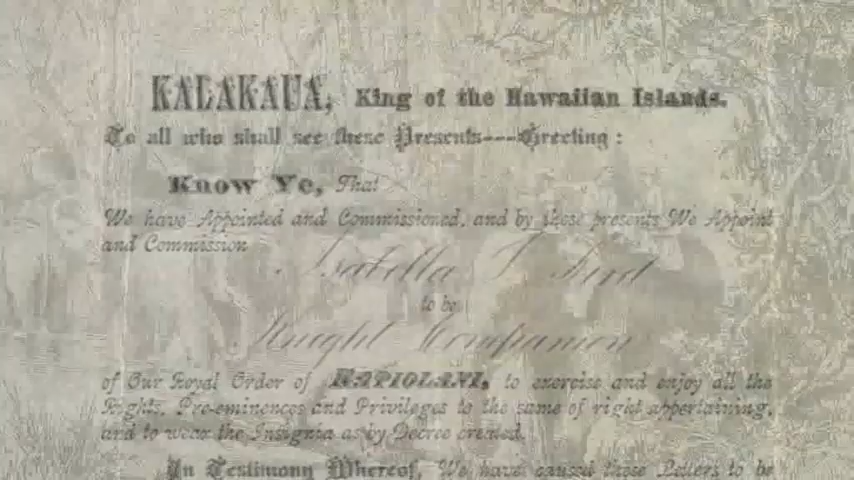 KALAKAUA, King of the Hawaiian Islands.
To all who shall see these Presents---Greeting:
Know Ye, That
We have Appointed and Commissioned, and by these presents We Appoint
and Commission
Isabella L Bird
to be
Knight Companion
of Our Royal Order of KAPIOLANI, to exercise and enjoy all the
Rights, Pre-eminences and Privileges to the same of right appertaining,
and to wear the Insignia as by Decree created.
In Testimony Whereof, We have caused these Letters to be